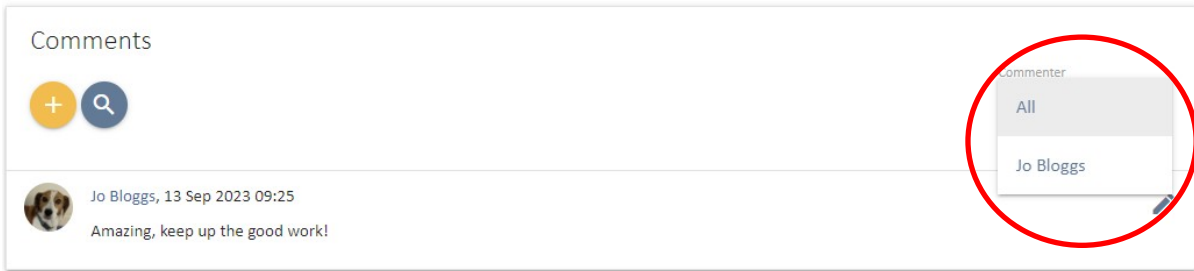 Comments
Commenter
All
Jo Bloggs
Jo Bloggs, 13 Sep 2023 09:25
Amazing, keep up the good work!